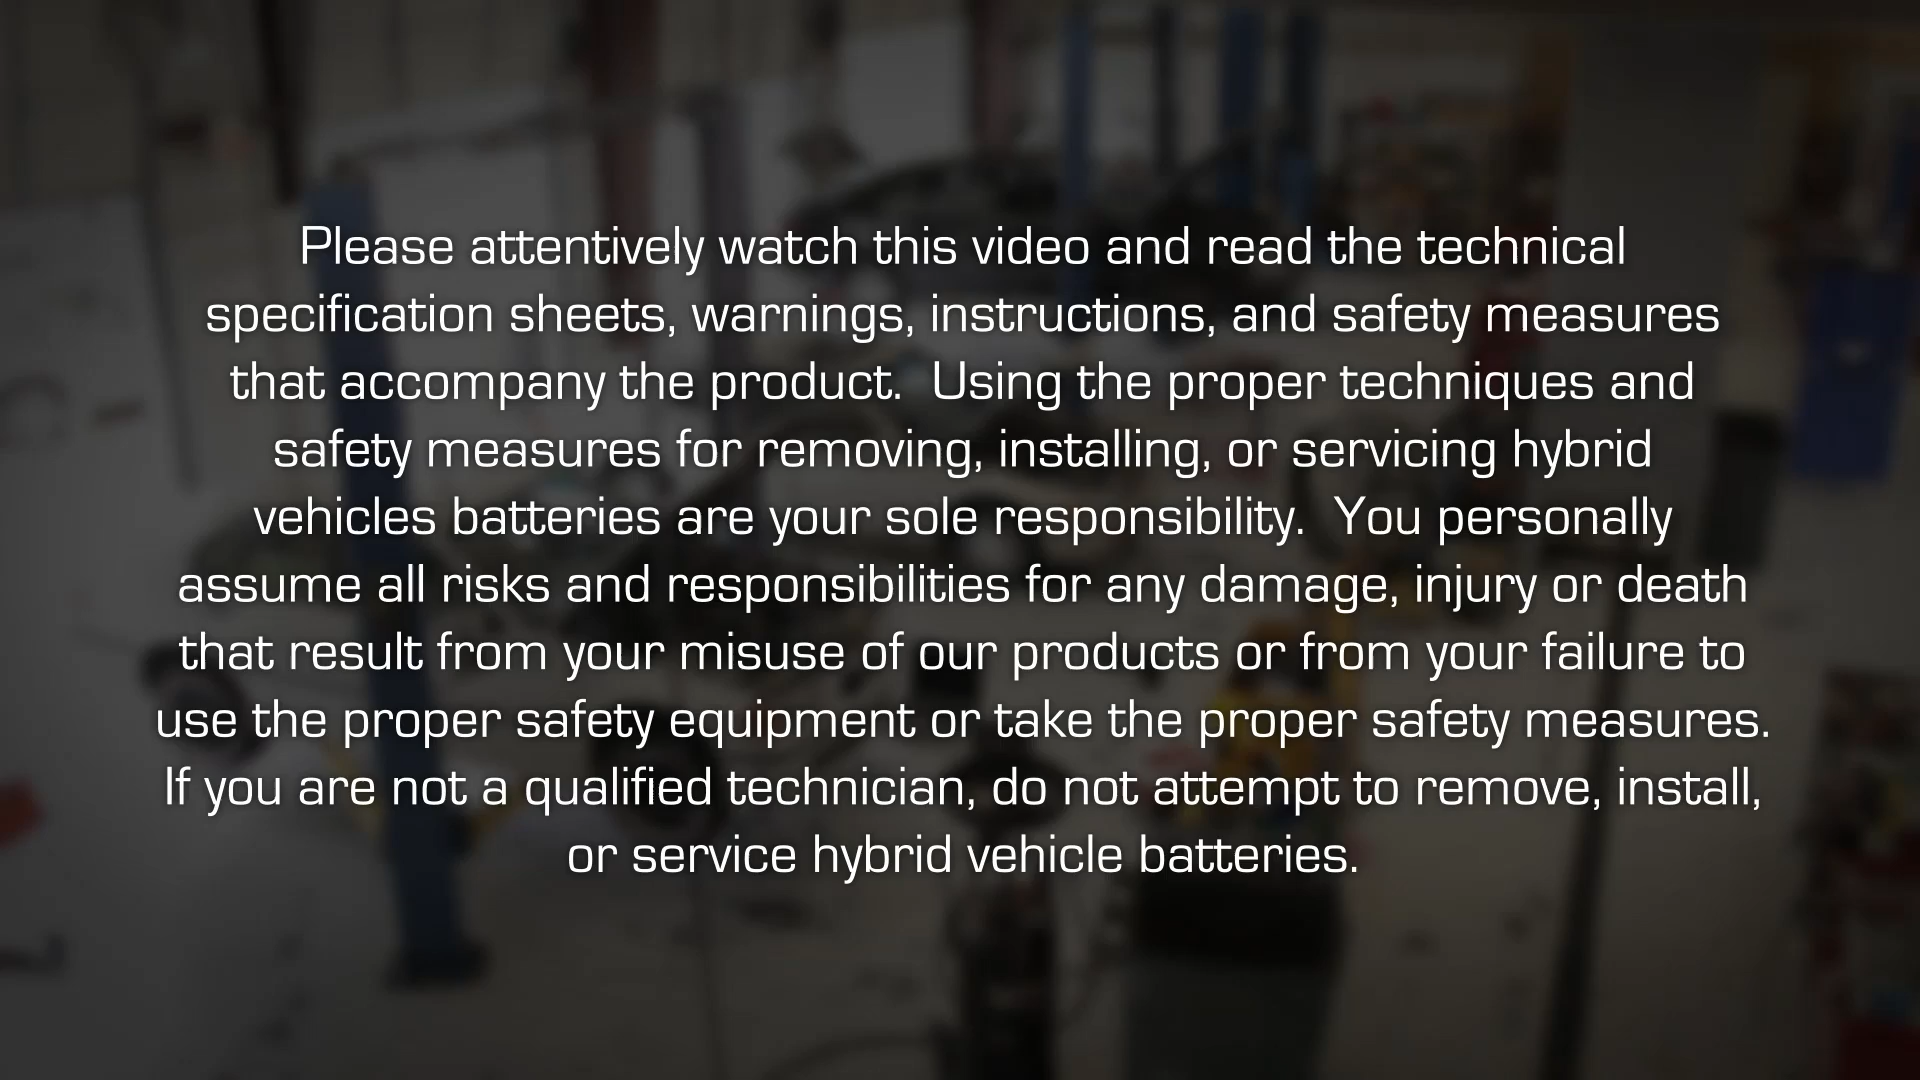 Please attentively watch this video and read the technical
specification sheets, warnings, instructions, and safety measures
that accompany the product.  Using the proper techniques and
safety measures for removing, installing, or servicing hybrid
vehicles batteries are your sole responsibility.  You personally
assume all risks and responsibilities for any damage, injury or death
that result from your misuse of our products or from your failure to
use the proper safety equipment or take the proper safety measures.
If you are not a qualified technician, do not attempt to remove, install,
or service hybrid vehicle batteries.